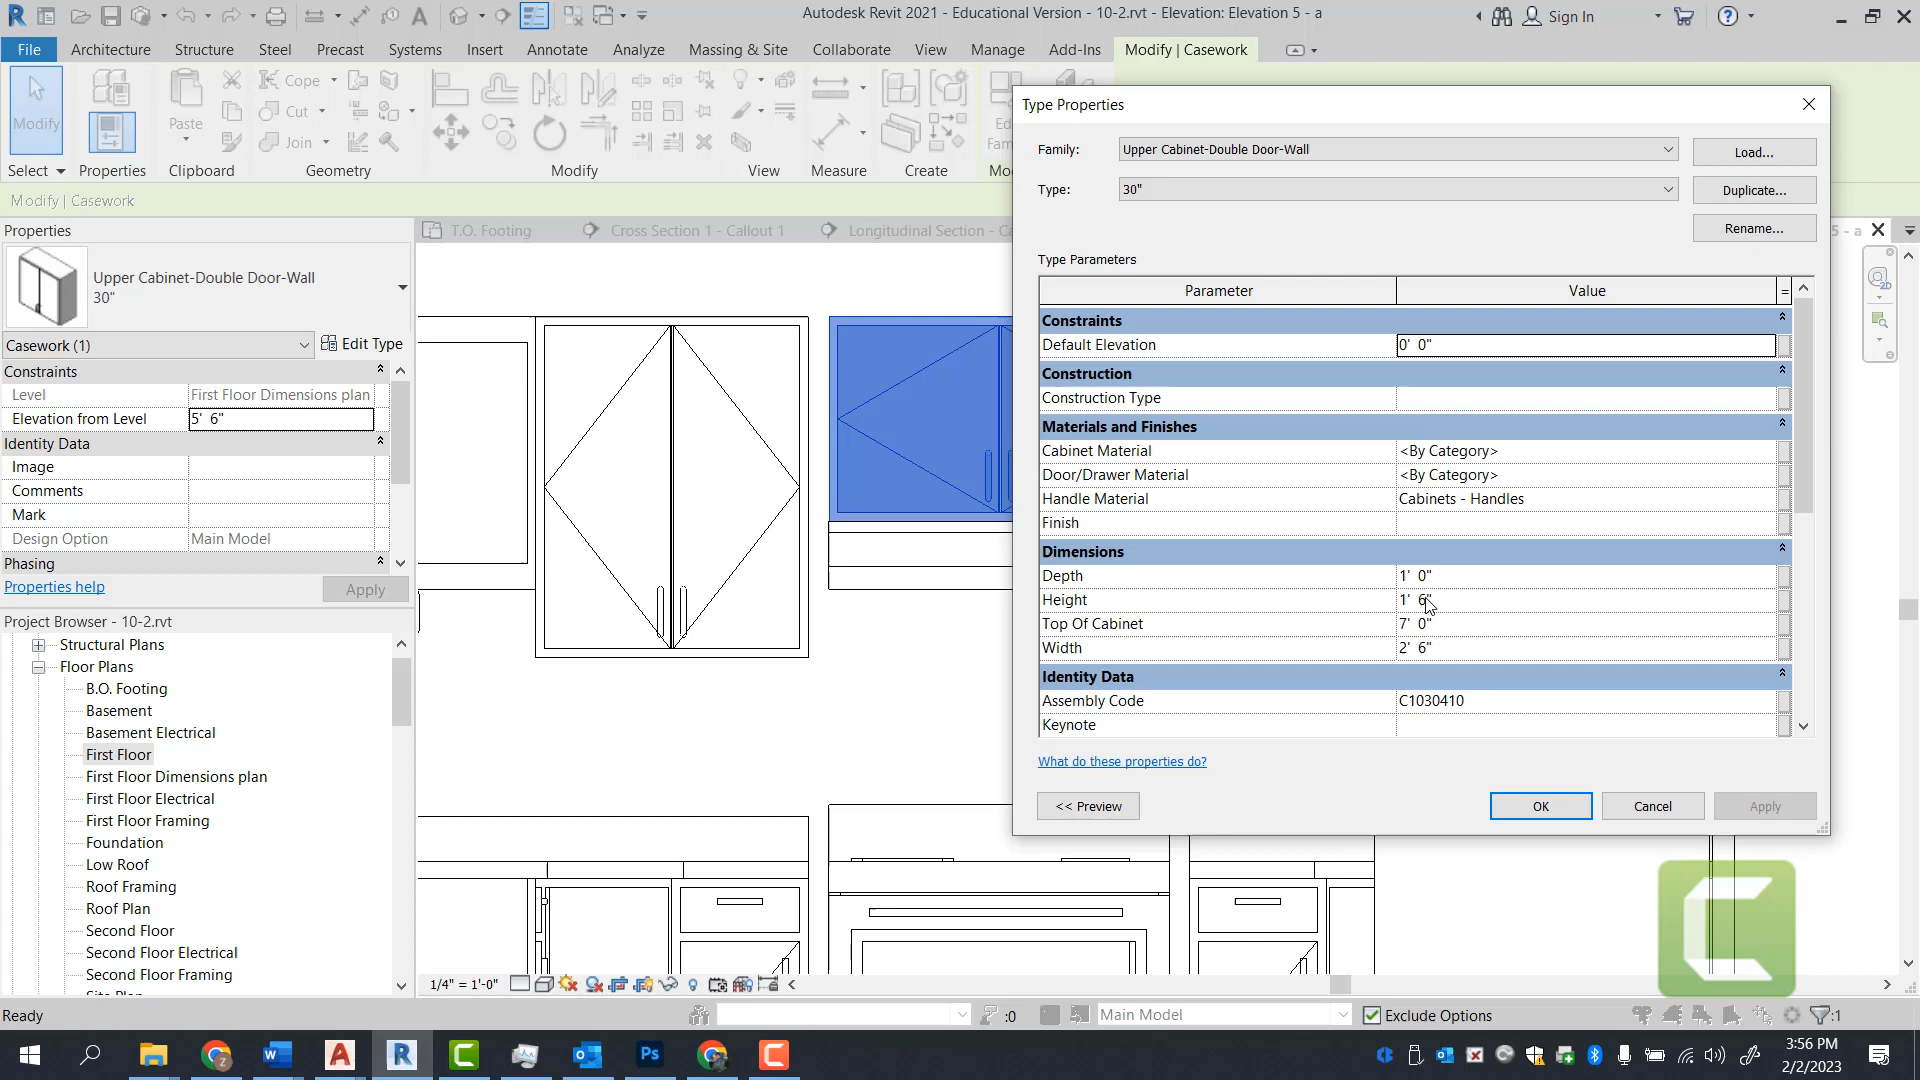 Autodesk Revit 2021 - Educational Version - 10-2.rvt - Elevation: Elevation 5 - a
Sign In
File Architecture Structure Steel Precast Systems Insert Annotate Analyze Massing & Site Collaborate View Manage Add-Ins Modify | Casework
Modify
Paste
Cope
Cut
Join
Select Properties Clipboard Geometry Modify View Measure Create
Modify | Casework
Properties
Upper Cabinet-Double Door-Wall
30"
Casework (1) Edit Type
Constraints
Level First Floor Dimensions plan
Elevation from Level 5' 6"
Identity Data
Image
Comments
Mark
Design Option Main Model
Phasing
Properties help Apply
Project Browser - 10-2.rvt
Structural Plans
Floor Plans
B.O. Footing
Basement
Basement Electrical
First Floor
First Floor Dimensions plan
First Floor Electrical
First Floor Framing
Foundation
Low Roof
Roof Framing
Roof Plan
Second Floor
Second Floor Electrical
Second Floor Framing
T.O. Footing Cross Section 1 - Callout 1 Longitudinal Section - Ca
5 - a
Type Properties
Family: Upper Cabinet-Double Door-Wall Load...
Type: 30" Duplicate...
Rename...
Type Parameters
Parameter Value =
Constraints
Default Elevation 0' 0"
Construction
Construction Type
Materials and Finishes
Cabinet Material <By Category>
Door/Drawer Material <By Category>
Handle Material Cabinets - Handles
Finish
Dimensions
Depth 1' 0"
Height 1' 6"
Top Of Cabinet 7' 0"
Width 2' 6"
Identity Data
Assembly Code C1030410
Keynote
What do these properties do?
<< Preview OK Cancel Apply
1/4" = 1'-0"
Ready :0 Main Model Exclude Options :1
3:56 PM
2/2/2023